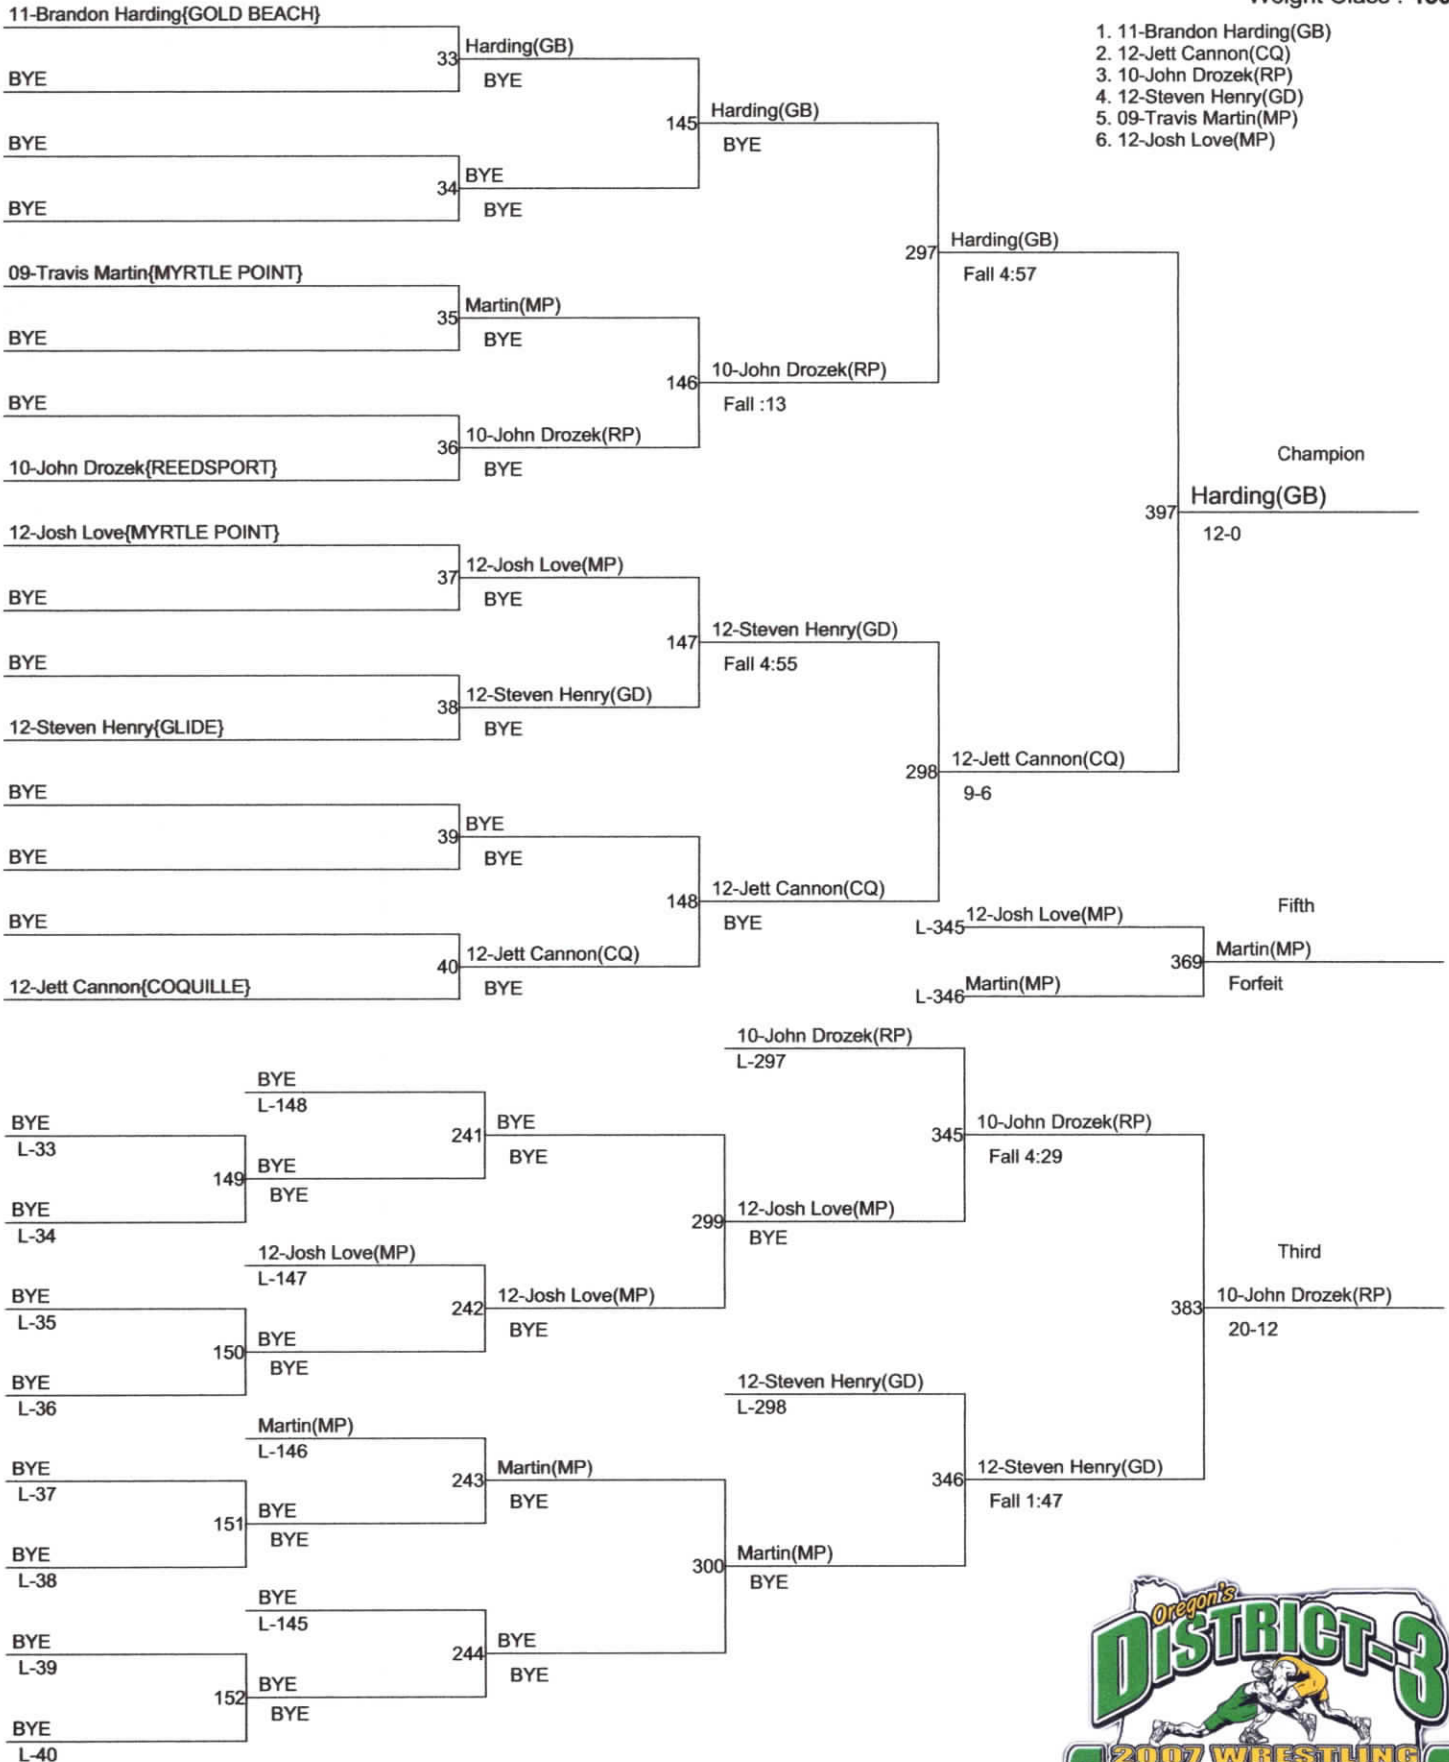 Weight Class :
1. 11-Brandon Harding(GB)
2. 12-Jett Cannon(CQ)
3. 10-John Drozek(RP)
4. 12-Steven Henry(GD)
5. 09-Travis Martin(MP)
6. 12-Josh Love(MP)
11-Brandon Harding{GOLD BEACH}
33
Harding(GB)
BYE
BYE
145
Harding(GB)
BYE
BYE
34
BYE
BYE
BYE
297
Harding(GB)
Fall 4:57
09-Travis Martin{MYRTLE POINT}
35
Martin(MP)
BYE
BYE
146
10-John Drozek(RP)
Fall :13
BYE
36
10-John Drozek(RP)
BYE
10-John Drozek{REEDSPORT}
Champion
397
Harding(GB)
12-0
12-Josh Love{MYRTLE POINT}
37
12-Josh Love(MP)
BYE
BYE
147
12-Steven Henry(GD)
Fall 4:55
BYE
38
12-Steven Henry(GD)
BYE
12-Steven Henry{GLIDE}
298
12-Jett Cannon(CQ)
9-6
BYE
39
BYE
BYE
BYE
148
12-Jett Cannon(CQ)
BYE
BYE
40
12-Jett Cannon(CQ)
BYE
12-Jett Cannon{COQUILLE}
L-345
12-Josh Love(MP)
Fifth
369
Martin(MP)
Forfeit
L-346
Martin(MP)
10-John Drozek(RP)
L-297
BYE
L-148
BYE
L-33
241
BYE
BYE
345
10-John Drozek(RP)
Fall 4:29
149
BYE
BYE
BYE
L-34
299
12-Josh Love(MP)
BYE
12-Josh Love(MP)
L-147
Third
BYE
L-35
242
12-Josh Love(MP)
BYE
383
10-John Drozek(RP)
20-12
150
BYE
BYE
BYE
L-36
12-Steven Henry(GD)
L-298
Martin(MP)
L-146
BYE
L-37
243
Martin(MP)
BYE
346
12-Steven Henry(GD)
Fall 1:47
151
BYE
BYE
BYE
L-38
300
Martin(MP)
BYE
BYE
L-145
BYE
L-39
244
BYE
BYE
152
BYE
BYE
BYE
L-40
Oregon's
DISTRICT-3
2007 WRESTLING